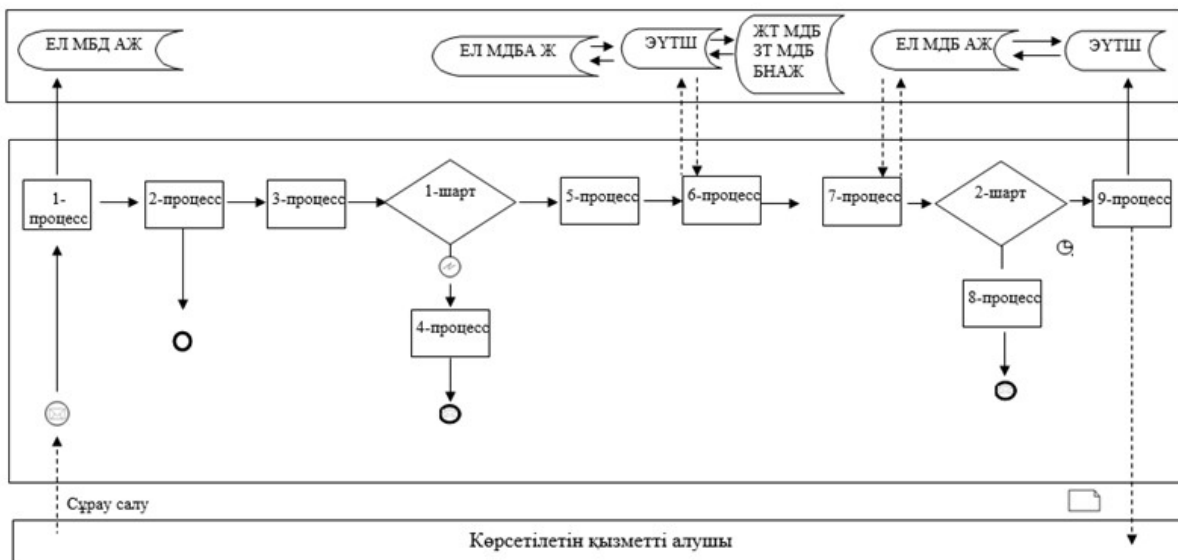 ЕЛ МБД АЖ
ЕЛ МДБА Ж
ЭҮТШ
ЖТ МДБ
ЗТ МДБ
БНАЖ
ЕЛ МДБ АЖ
ЭҮТШ
1-
процесс
2-процесс
3-процесс
1-шарт
5-процесс
6-процесс
7-процесс
2-шарт
9-процесс
4-процесс
8-процесс
Сұрау салу
Көрсетілетін қызметті алушы